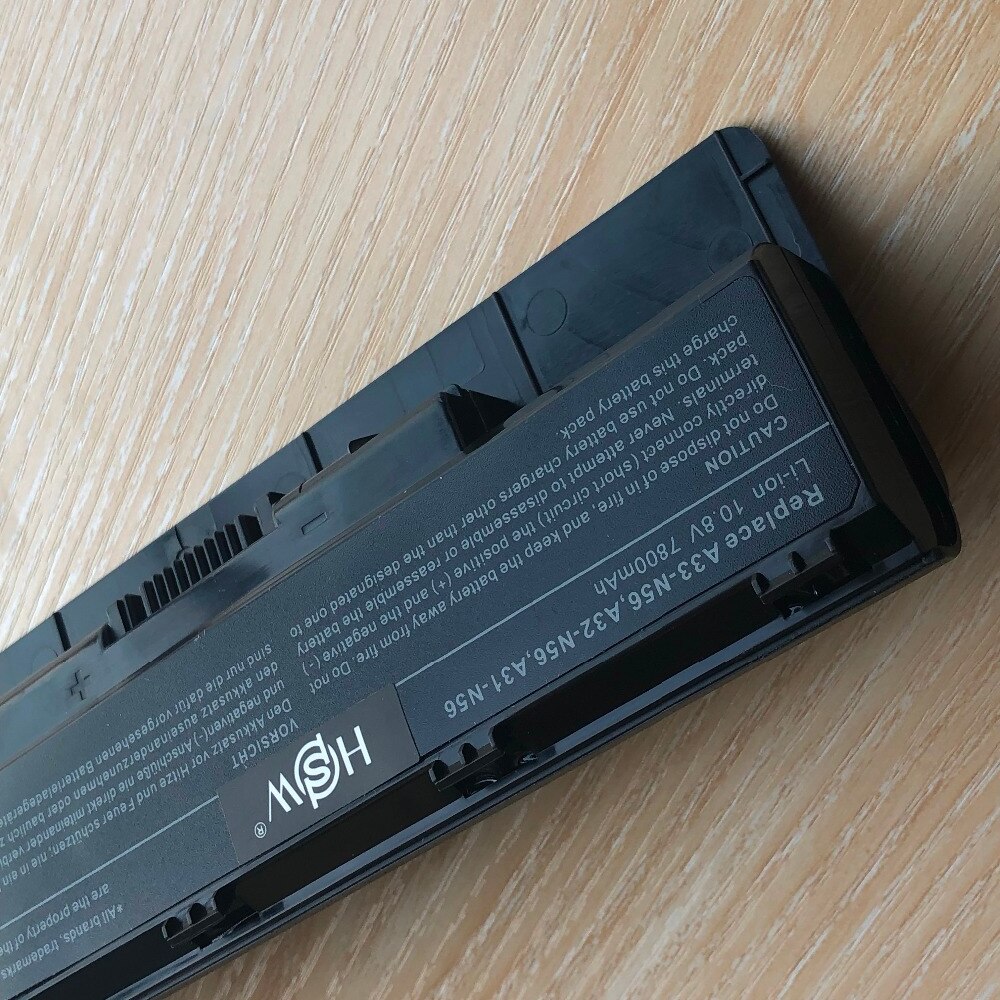 Replace A33-N56,A32-N56,A31-N56
Li-ion 10.8V 7800mAh
CAUTION
Do not dispose of in fire, and keep the battery away from fire. Do not
directly connect (short circuit) the positive (+) and the negative (-)
terminals. Never attempt to disassemble or reassemble the battery
pack. Do not use battery chargers other than the designated one to
charge this battery pack.
HSW®
VORSICHT
Den Akkusatz vor Hitze und Feuer schützen, nie in ein
und negativen(-)Anschlüße nie direkt miteinander verbi
den akkusatz auseinanderzunehmen oder baulich z
sind nur die dafür vorgesehenen Batterieladegeräte
*All brands, trademarks
are the property of the
+
-